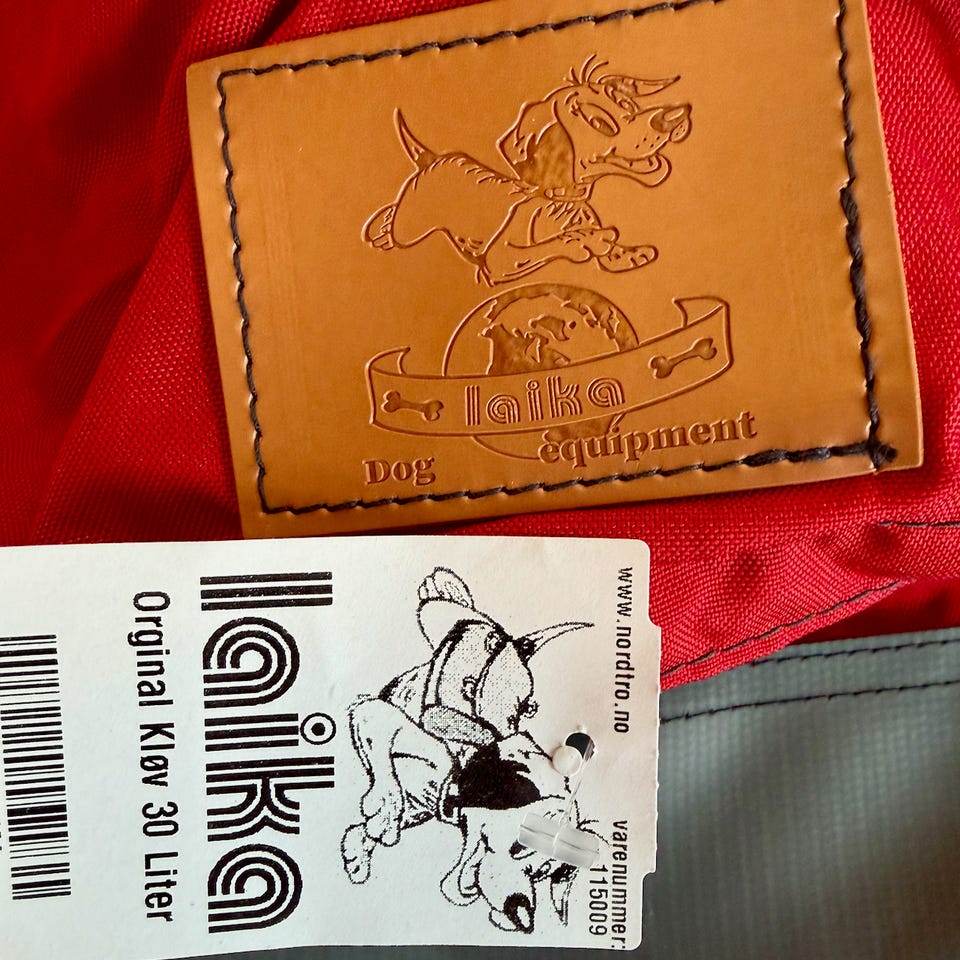 laika
Dog equipment
www.nordtro.no
varenummer:
115009
laika
Orginal Kløv 30 Liter